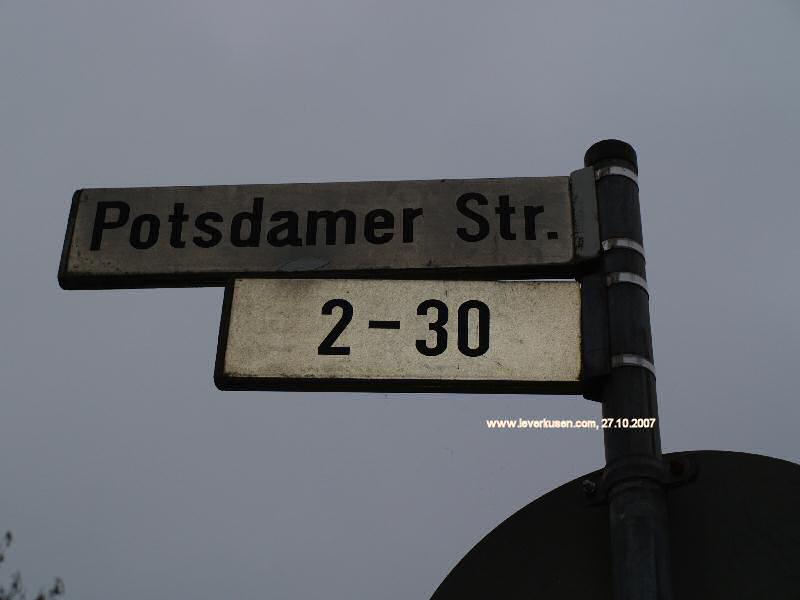 Potsdamer Str.
2-30
www.leverkusen.com, 27.10.2007